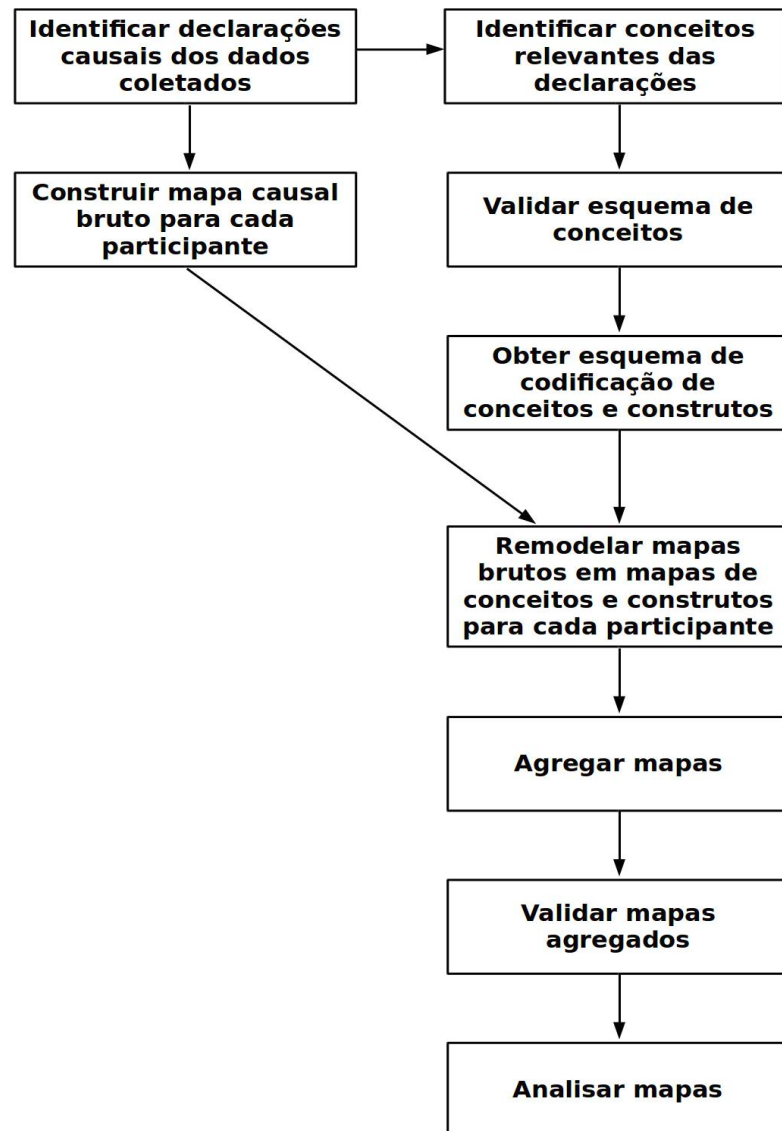 Identificar declarações
causais dos dados
coletados
Identificar conceitos
relevantes das
declarações
Construir mapa causal
bruto para cada
participante
Validar esquema de
conceitos
Obter esquema de
codificação de
conceitos e construtos
Remodelar mapas
brutos em mapas de
conceitos e construtos
para cada participante
Agregar mapas
Validar mapas
agregados
Analisar mapas